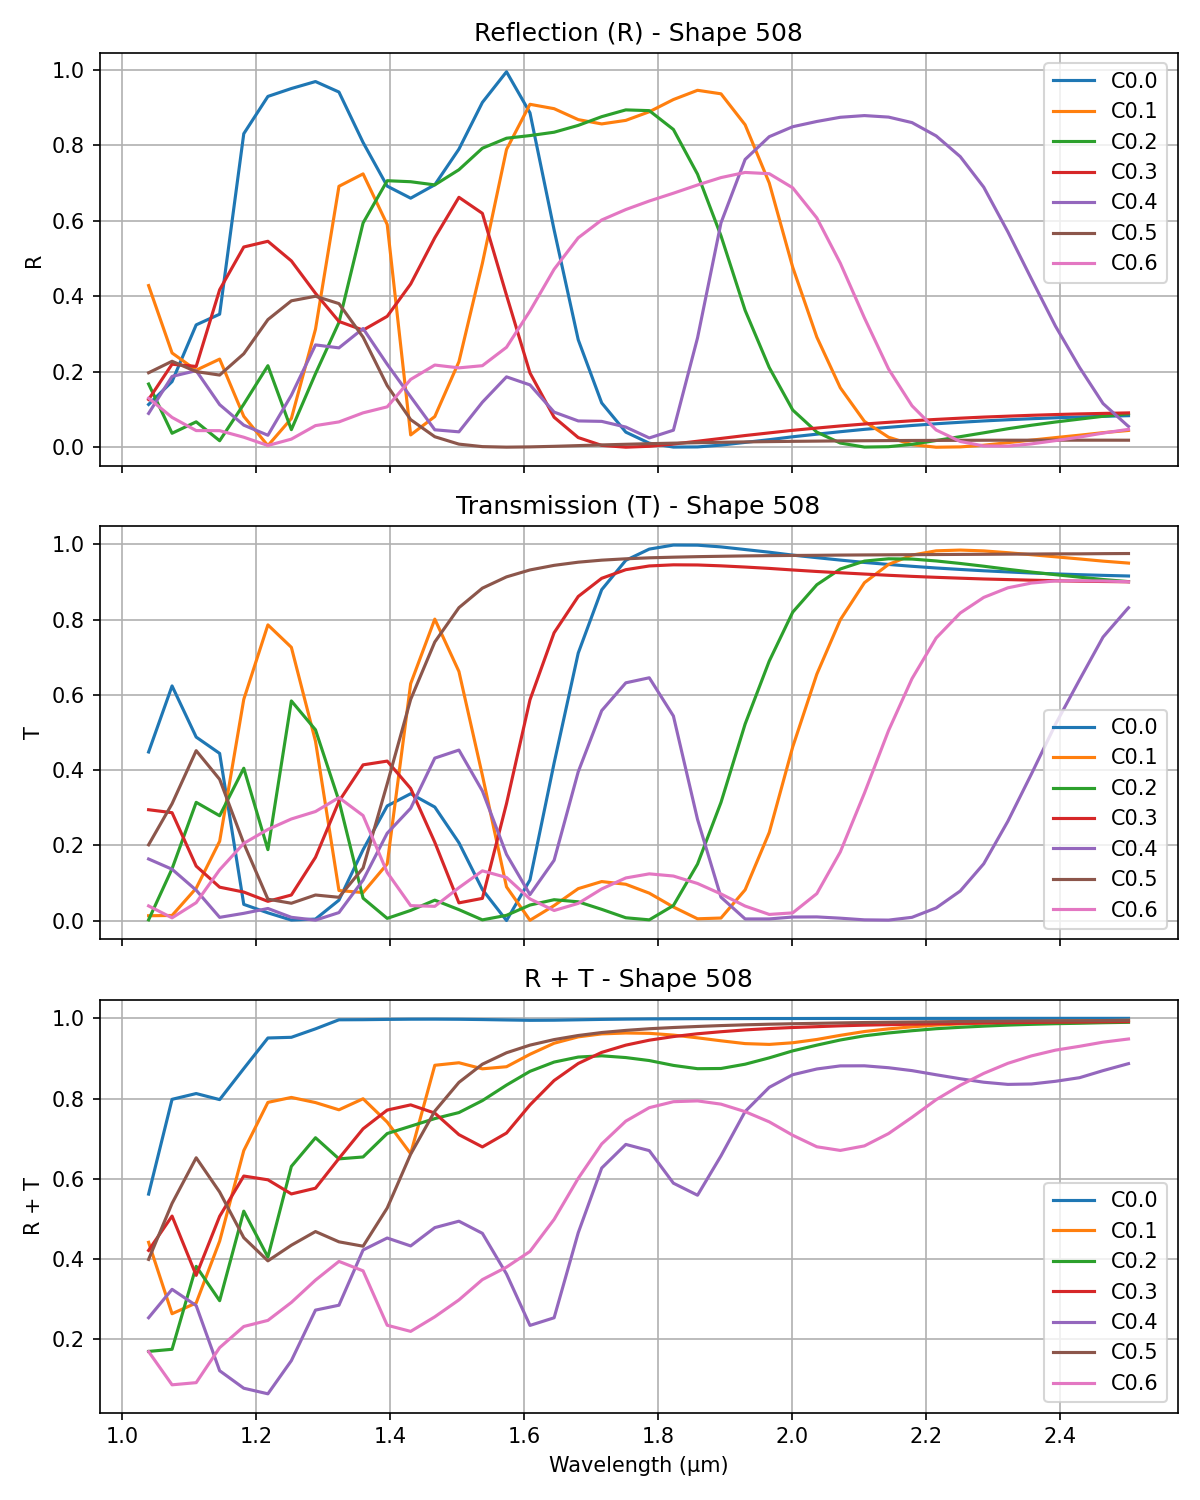 Reflection (R) - Shape 508
1.0
0.8
0.6
0.4
0.2
0.0
R
C0.0
C0.1
C0.2
C0.3
C0.4
C0.5
C0.6
Transmission (T) - Shape 508
1.0
0.8
0.6
0.4
0.2
0.0
T
C0.0
C0.1
C0.2
C0.3
C0.4
C0.5
C0.6
R + T - Shape 508
1.0
0.8
0.6
0.4
0.2
R + T
C0.0
C0.1
C0.2
C0.3
C0.4
C0.5
C0.6
1.0 1.2 1.4 1.6 1.8 2.0 2.2 2.4
Wavelength (μm)